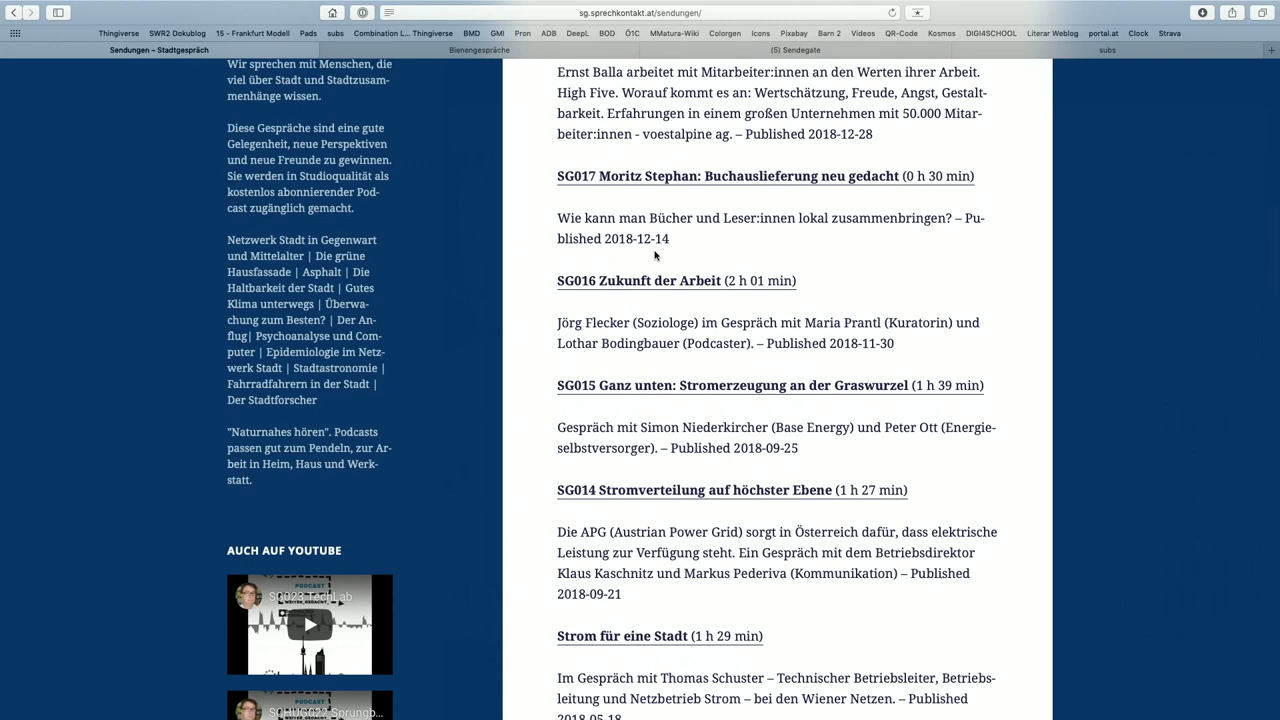 sg.sprechkontakt.at/sendungen/
Thingiverse SWR2 Dokublog 15 - Frankfurt Modell Pads subs Combination L... Thingiverse BMD GMI Pron ADB DeepL BOD Ö1C MMatura-Wiki Colorgen Icons Pixabay Barn 2 Videos QR-Code Kosmos DIGI4SCHOOL Literar Weblog portal.at Clock Strava
Sendungen – Stadtgespräch Bienengespräche (5) Sendegate subs
Wir sprechen mit Menschen, die
viel über Stadt und Stadtzusam-
menhänge wissen.
Diese Gespräche sind eine gute
Gelegenheit, neue Perspektiven
und neue Freunde zu gewinnen.
Sie werden in Studioqualität als
kostenlos abonnierender Pod-
cast zugänglich gemacht.
Netzwerk Stadt in Gegenwart
und Mittelalter | Die grüne
Hausfassade | Asphalt | Die
Haltbarkeit der Stadt | Gutes
Klima unterwegs | Überwa-
chung zum Besten? | Der An-
flug| Psychoanalyse und Com-
puter | Epidemiologie im Netz-
werk Stadt | Stadtastronomie |
Fahrradfahrern in der Stadt |
Der Stadtforscher
"Naturnahes hören". Podcasts
passen gut zum Pendeln, zur Ar-
beit in Heim, Haus und Werk-
statt.
AUCH AUF YOUTUBE
PODCAST
SG023 TechLab
WEITER GEDACHT
PODCAST
SCHUG022 Sprungb...
Ernst Balla arbeitet mit Mitarbeiter:innen an den Werten ihrer Arbeit.
High Five. Worauf kommt es an: Wertschätzung, Freude, Angst, Gestalt-
barkeit. Erfahrungen in einem großen Unternehmen mit 50.000 Mitar-
beiter:innen - voestalpine ag. – Published 2018-12-28
SG017 Moritz Stephan: Buchauslieferung neu gedacht (0 h 30 min)
Wie kann man Bücher und Leser:innen lokal zusammenbringen? – Pu-
blished 2018-12-14
SG016 Zukunft der Arbeit (2 h 01 min)
Jörg Flecker (Soziologe) im Gespräch mit Maria Prantl (Kuratorin) und
Lothar Bodingbauer (Podcaster). – Published 2018-11-30
SG015 Ganz unten: Stromerzeugung an der Graswurzel (1 h 39 min)
Gespräch mit Simon Niederkircher (Base Energy) und Peter Ott (Energie-
selbstversorger). – Published 2018-09-25
SG014 Stromverteilung auf höchster Ebene (1 h 27 min)
Die APG (Austrian Power Grid) sorgt in Österreich dafür, dass elektrische
Leistung zur Verfügung steht. Ein Gespräch mit dem Betriebsdirektor
Klaus Kaschnitz und Markus Pederiva (Kommunikation) – Published
2018-09-21
Strom für eine Stadt (1 h 29 min)
Im Gespräch mit Thomas Schuster – Technischer Betriebsleiter, Betriebs-
leitung und Netzbetrieb Strom – bei den Wiener Netzen. – Published
2018-05-18